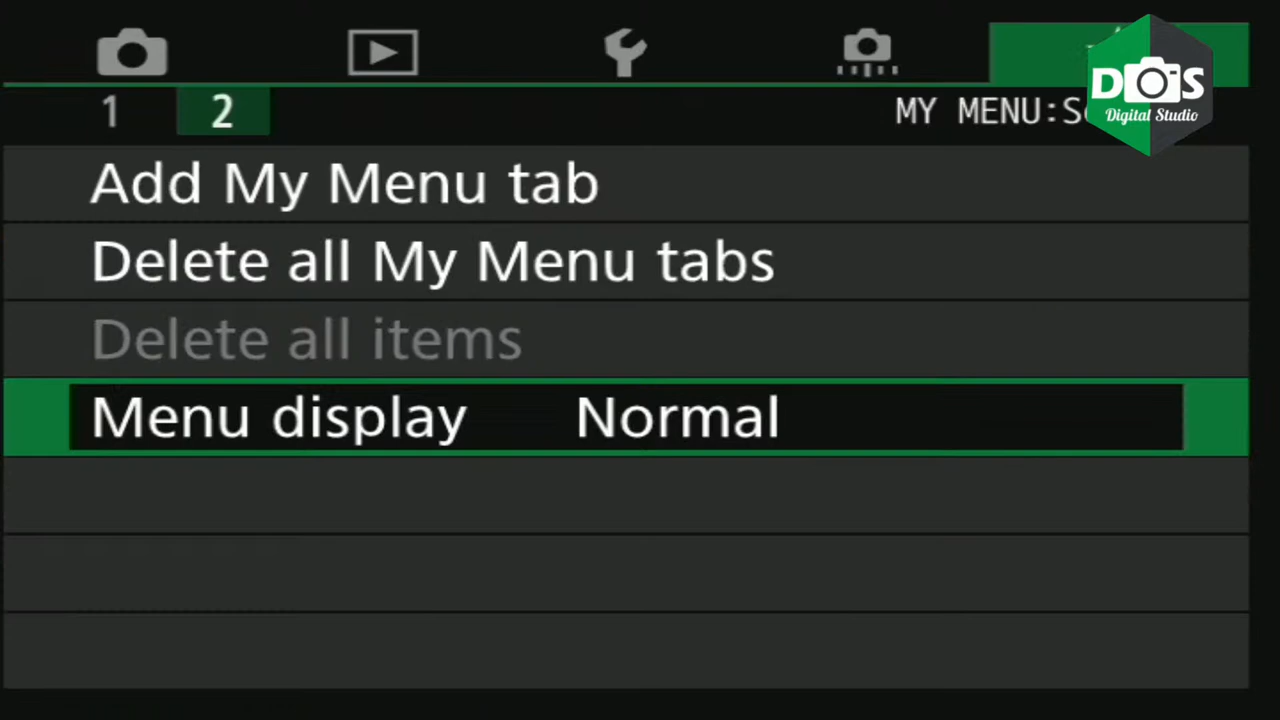 1 2 MY MENU:S
DOS
Digital Studio
Add My Menu tab
Delete all My Menu tabs
Delete all items
Menu display Normal